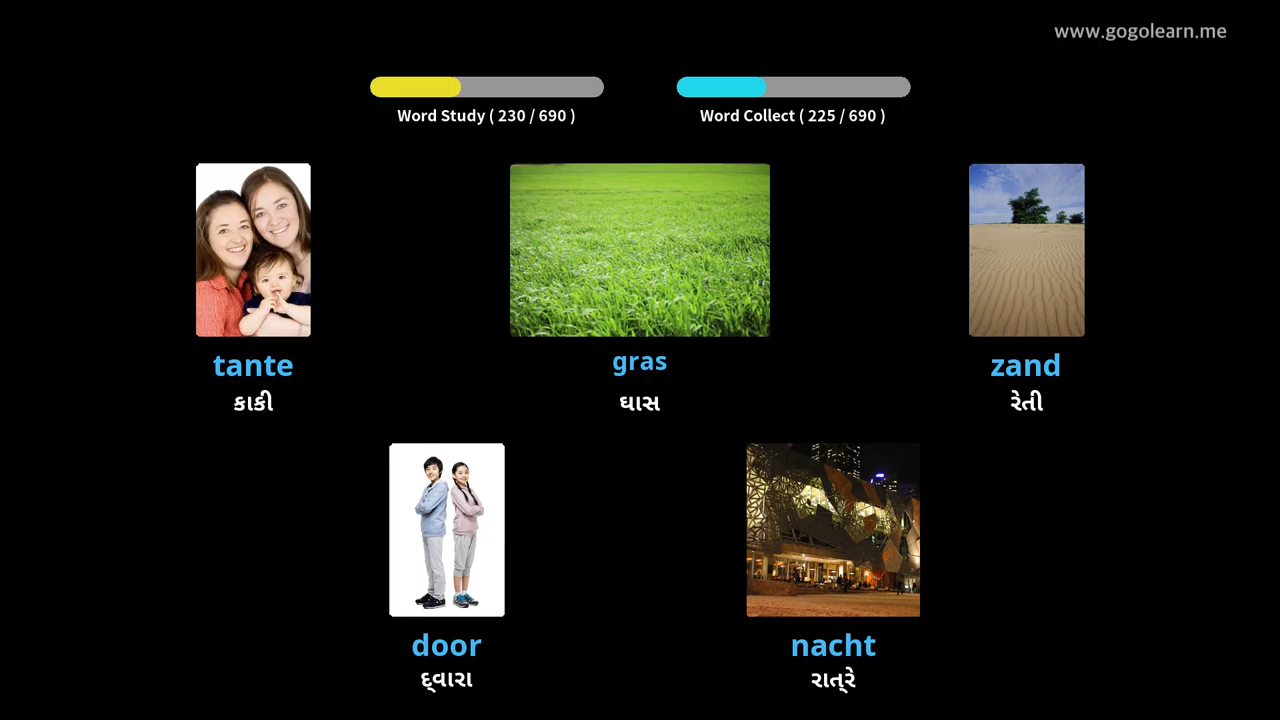 www.gogolearn.me
Word Study ( 230 / 690 )
Word Collect ( 225 / 690 )
tante
કાકી
gras
ઘાસ
zand
રેતી
door
દ્વારા
nacht
રાત્રે